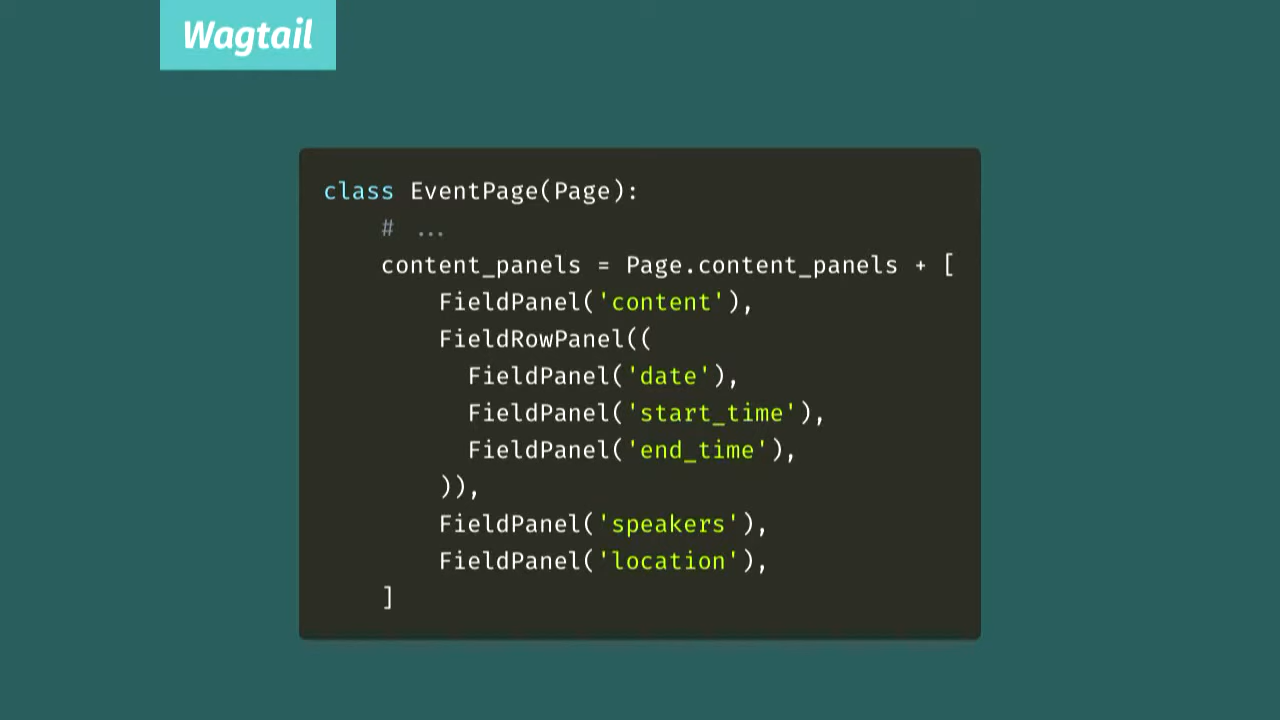 Wagtail
class EventPage(Page):
# ...
content_panels = Page.content_panels + [
FieldPanel('content'),
FieldRowPanel((
FieldPanel('date'),
FieldPanel('start_time'),
FieldPanel('end_time'),
)),
FieldPanel('speakers'),
FieldPanel('location'),
]